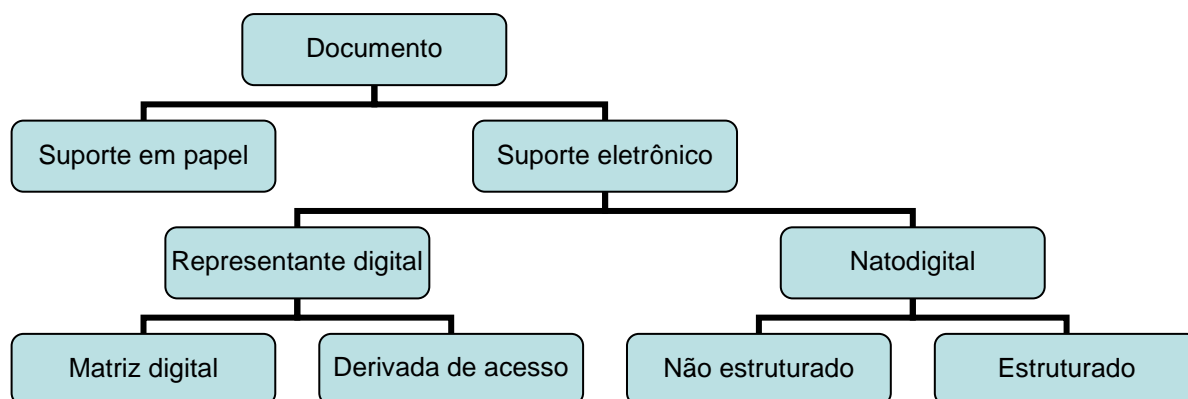 Documento
Suporte em papel
Suporte eletrônico
Representante digital
Natodigital
Matriz digital
Derivada de acesso
Não estruturado
Estruturado